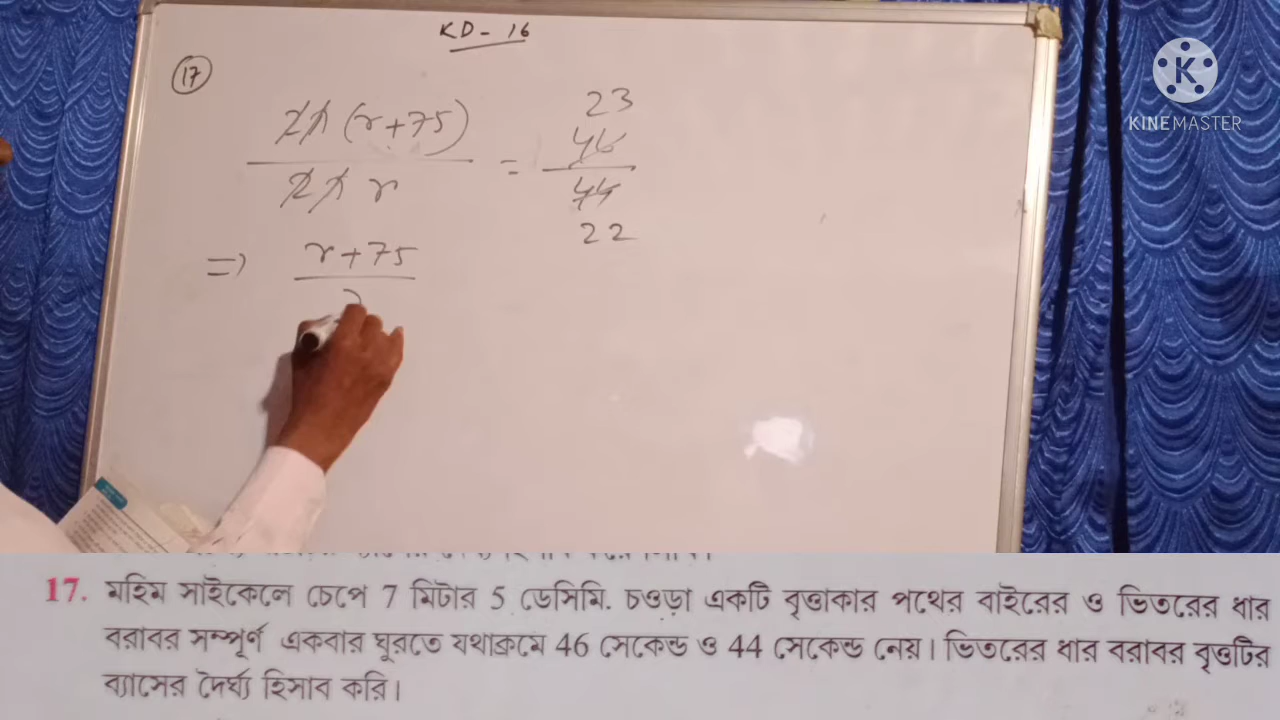 KD - 16
17
2π (r+75) / 2π r = 23 46 / 44 22
=> r+75 / r
KINEMASTER
17. মহিম সাইকেলে চেপে 7 মিটার 5 ডেসিমি. চওড়া একটি বৃত্তাকার পথের বাইরের ও ভিতরের ধার
বরাবর সম্পূর্ণ একবার ঘুরতে যথাক্রমে 46 সেকেন্ড ও 44 সেকেন্ড নেয়। ভিতরের ধার বরাবর বৃত্তটির
ব্যাসের দৈর্ঘ্য হিসাব করি।